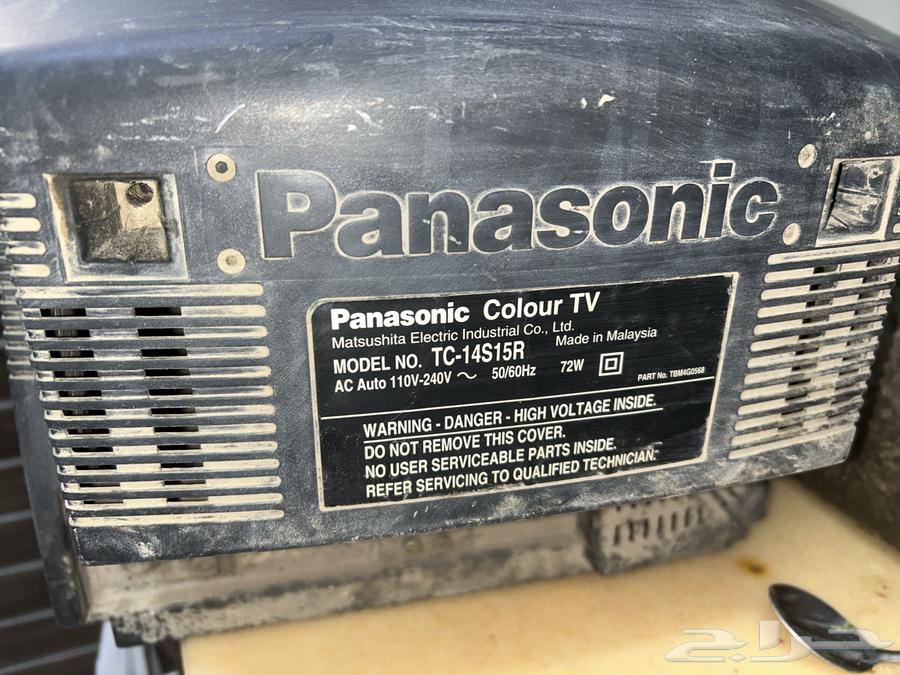 Panasonic
Panasonic Colour TV
Matsushita Electric Industrial Co., Ltd.
Made in Malaysia
MODEL NO. TC-14S15R
AC Auto 110V-240V ～ 50/60Hz 72W
PART No. TBM4G0568
WARNING - DANGER - HIGH VOLTAGE INSIDE.
DO NOT REMOVE THIS COVER.
NO USER SERVICEABLE PARTS INSIDE.
REFER SERVICING TO QUALIFIED TECHNICIAN.
حراج